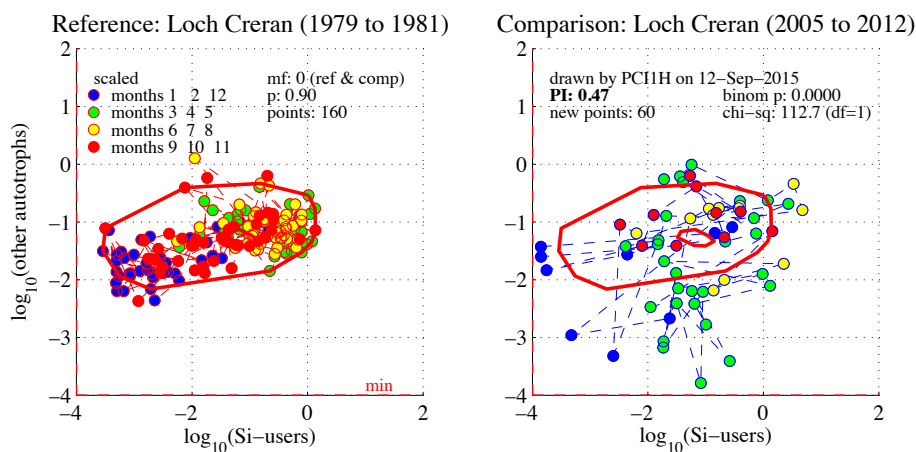 Reference: Loch Creran (1979 to 1981)
scaled
months 1 2 12
months 3 4 5
months 6 7 8
months 9 10 11
mf: 0 (ref & comp)
p: 0.90
points: 160
min
2
1
0
−1
−2
−3
−4
−4
−2
0
2
log10(other autotrophs)
log10(Si−users)
Comparison: Loch Creran (2005 to 2012)
drawn by PCI1H on 12−Sep−2015
PI: 0.47
binom p: 0.0000
new points: 60
chi−sq: 112.7 (df=1)
2
1
0
−1
−2
−3
−4
−4
−2
0
2
log10(Si−users)